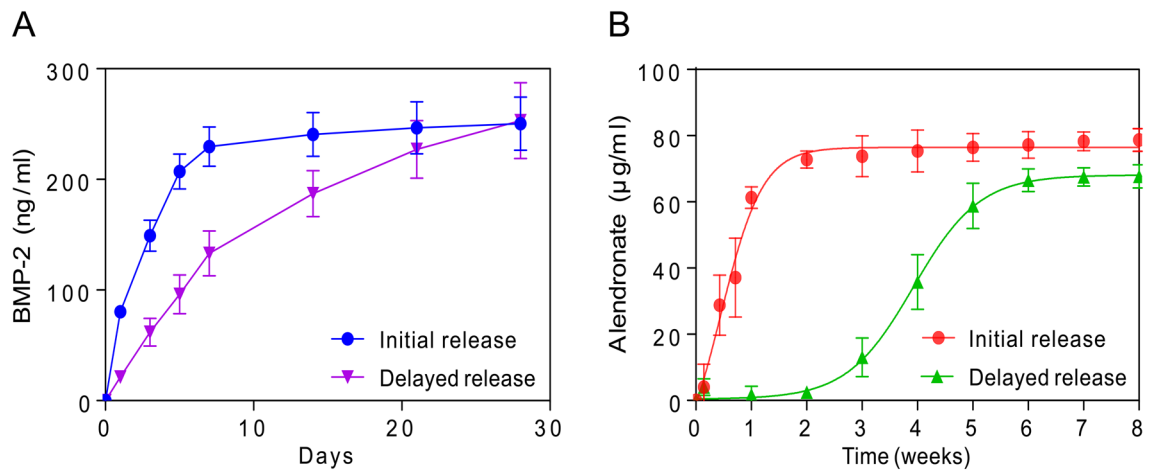 A
BMP-2 (ng/ml)
300
200
100
0
0 10 20 30
Days
Initial release
Delayed release
B
Alendronate (µg/ml)
100
80
60
40
20
0
0 1 2 3 4 5 6 7 8
Time (weeks)
Initial release
Delayed release